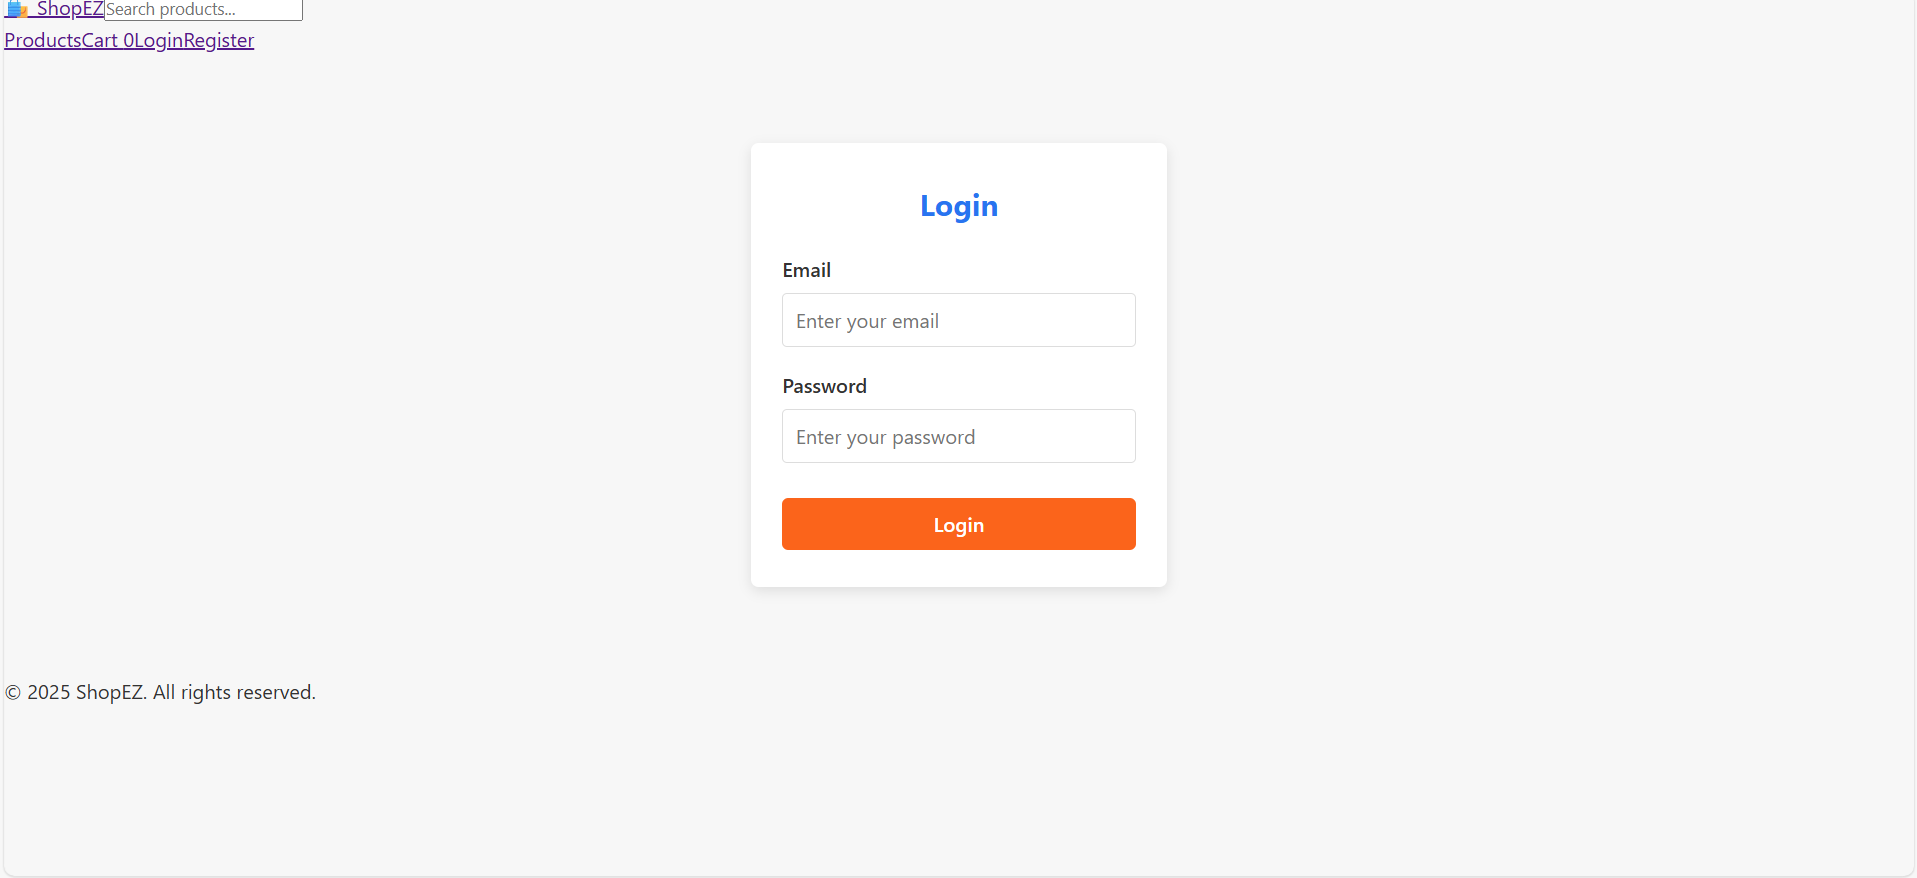 ShopEZ Search products...
ProductsCart 0LoginRegister
Login
Email
Enter your email
Password
Enter your password
Login
© 2025 ShopEZ. All rights reserved.